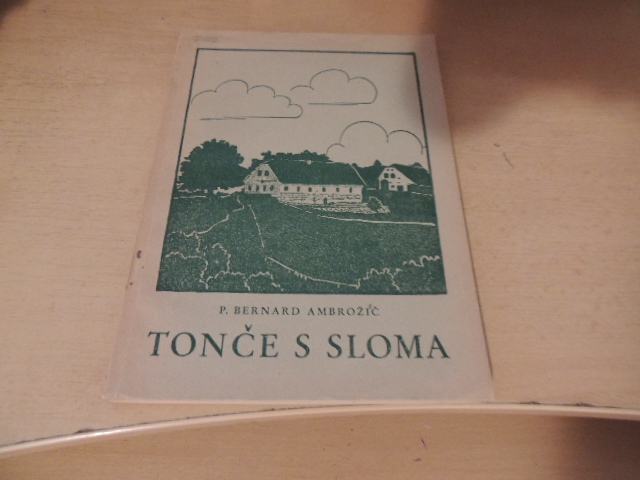 P. BERNARD AMBROŽIČ
TONČE S SLOMA